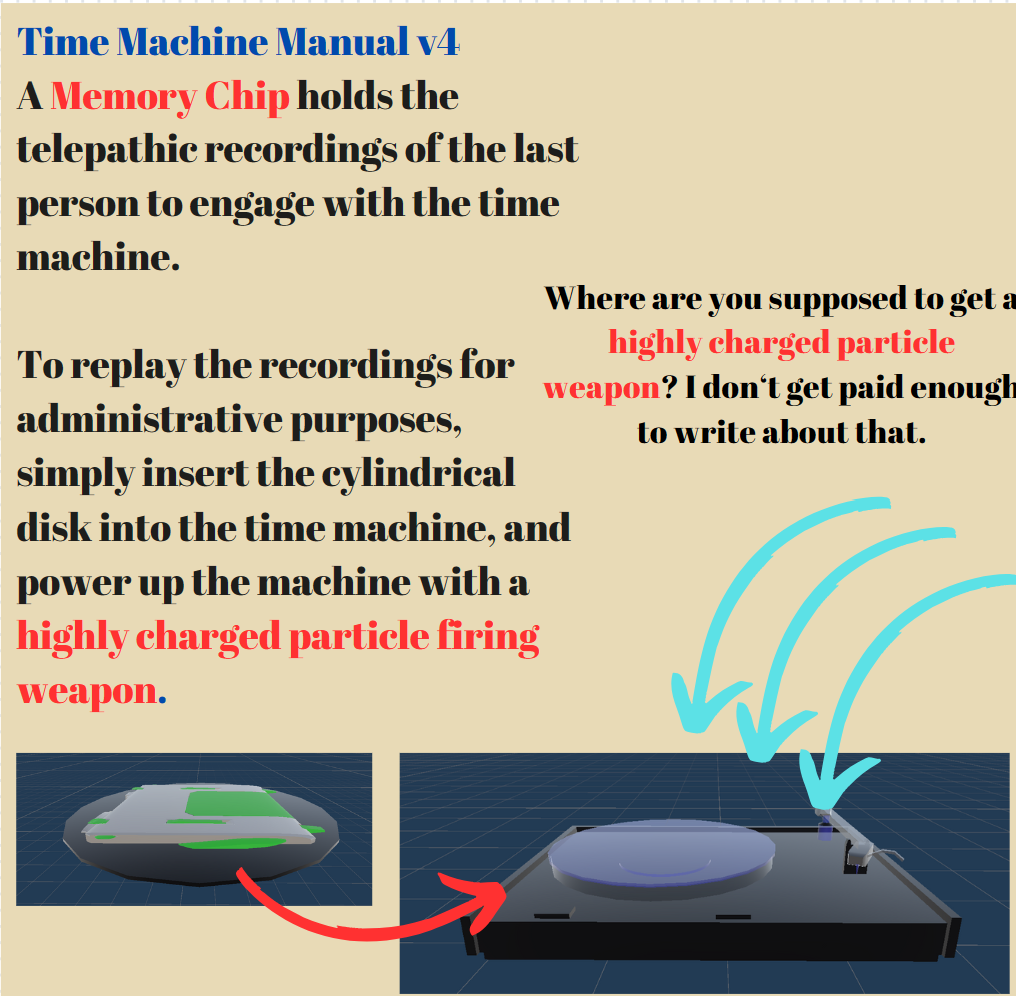 Time Machine Manual v4
A Memory Chip holds the
telepathic recordings of the last
person to engage with the time
machine.
To replay the recordings for
administrative purposes,
simply insert the cylindrical
disk into the time machine, and
power up the machine with a
highly charged particle firing
weapon.
Where are you supposed to get a
highly charged particle
weapon? I don‘t get paid enough
to write about that.